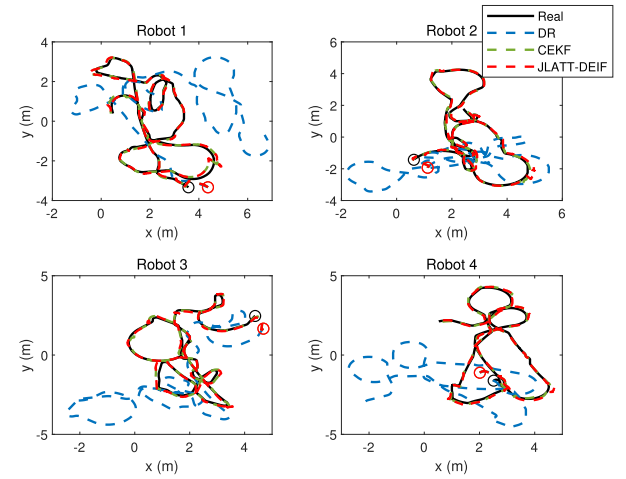 Robot 1
4
2
0
-2
-4
y (m)
-2 0 2 4 6
x (m)
Robot 2
Real
DR
CEKF
JLATT-DEIF
6
4
2
0
-2
-4
y (m)
-2 0 2 4 6
x (m)
Robot 3
5
0
-5
y (m)
-2 0 2 4
x (m)
Robot 4
5
0
-5
y (m)
-4 -2 0 2 4
x (m)